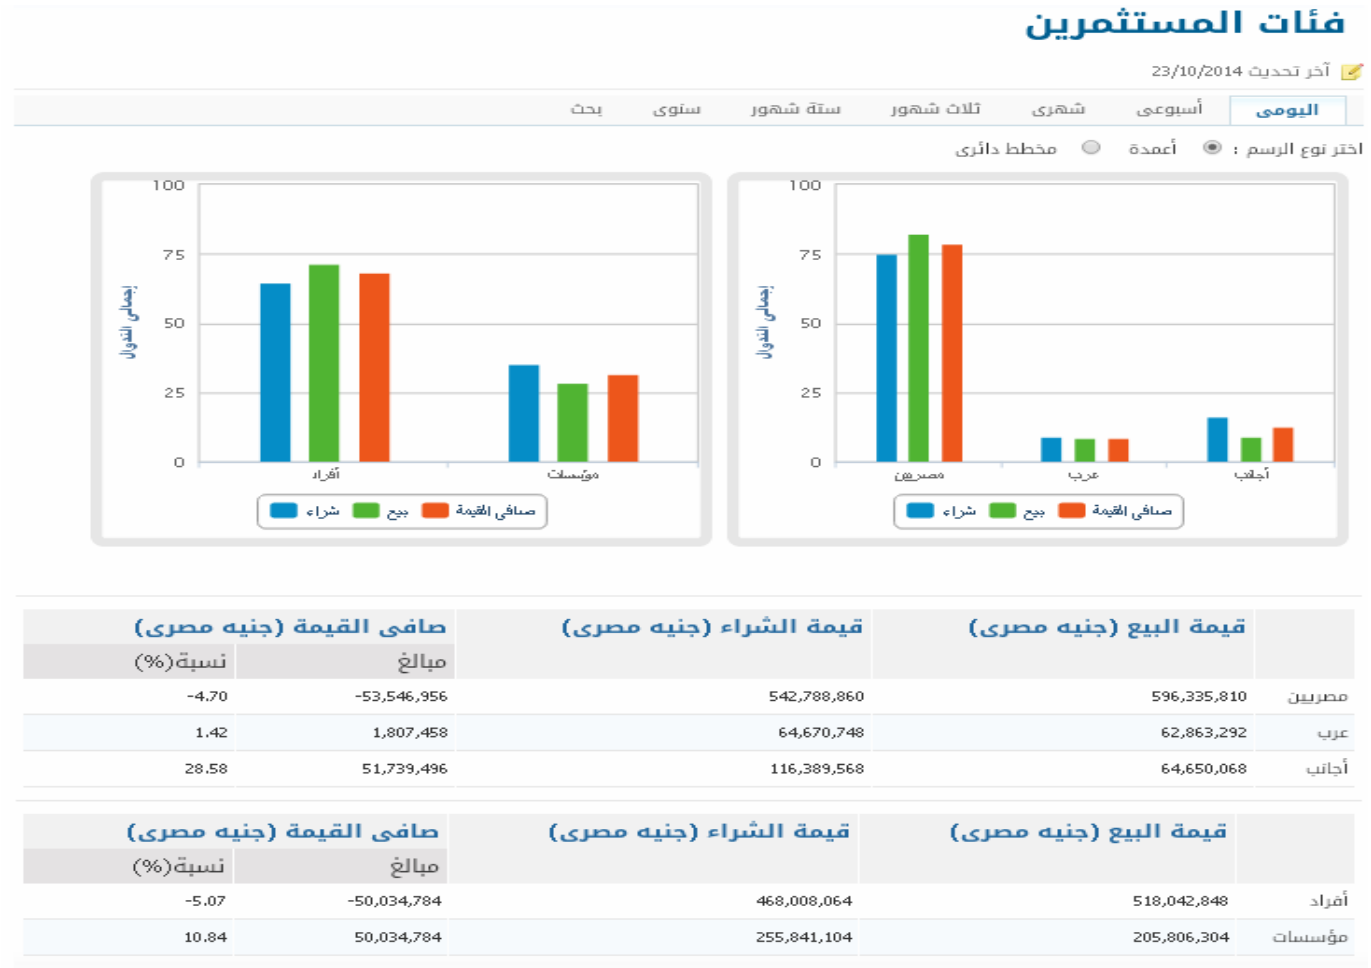 فئات المستثمرين
آخر تحديث 23/10/2014
اليومى أسبوعى شهرى ثلاث شهور ستة شهور سنوى بحث
اختر نوع الرسم : أعمدة مخطط دائرى
100
75
50
25
0
إجمالي التداول
مصريين عرب أجانب
شراء بيع صافى القيمة
100
75
50
25
0
إجمالي التداول
أفراد مؤسسات
شراء بيع صافى القيمة
قيمة البيع (جنيه مصرى) قيمة الشراء (جنيه مصرى) صافى القيمة (جنيه مصرى)
مبالغ نسبة(%)
مصريين 596,335,810 542,788,860 -53,546,956 -4.70
عرب 62,863,292 64,670,748 1,807,458 1.42
أجانب 64,650,068 116,389,568 51,739,496 28.58
قيمة البيع (جنيه مصرى) قيمة الشراء (جنيه مصرى) صافى القيمة (جنيه مصرى)
مبالغ نسبة(%)
أفراد 518,042,848 468,008,064 -50,034,784 -5.07
مؤسسات 205,806,304 255,841,104 50,034,784 10.84